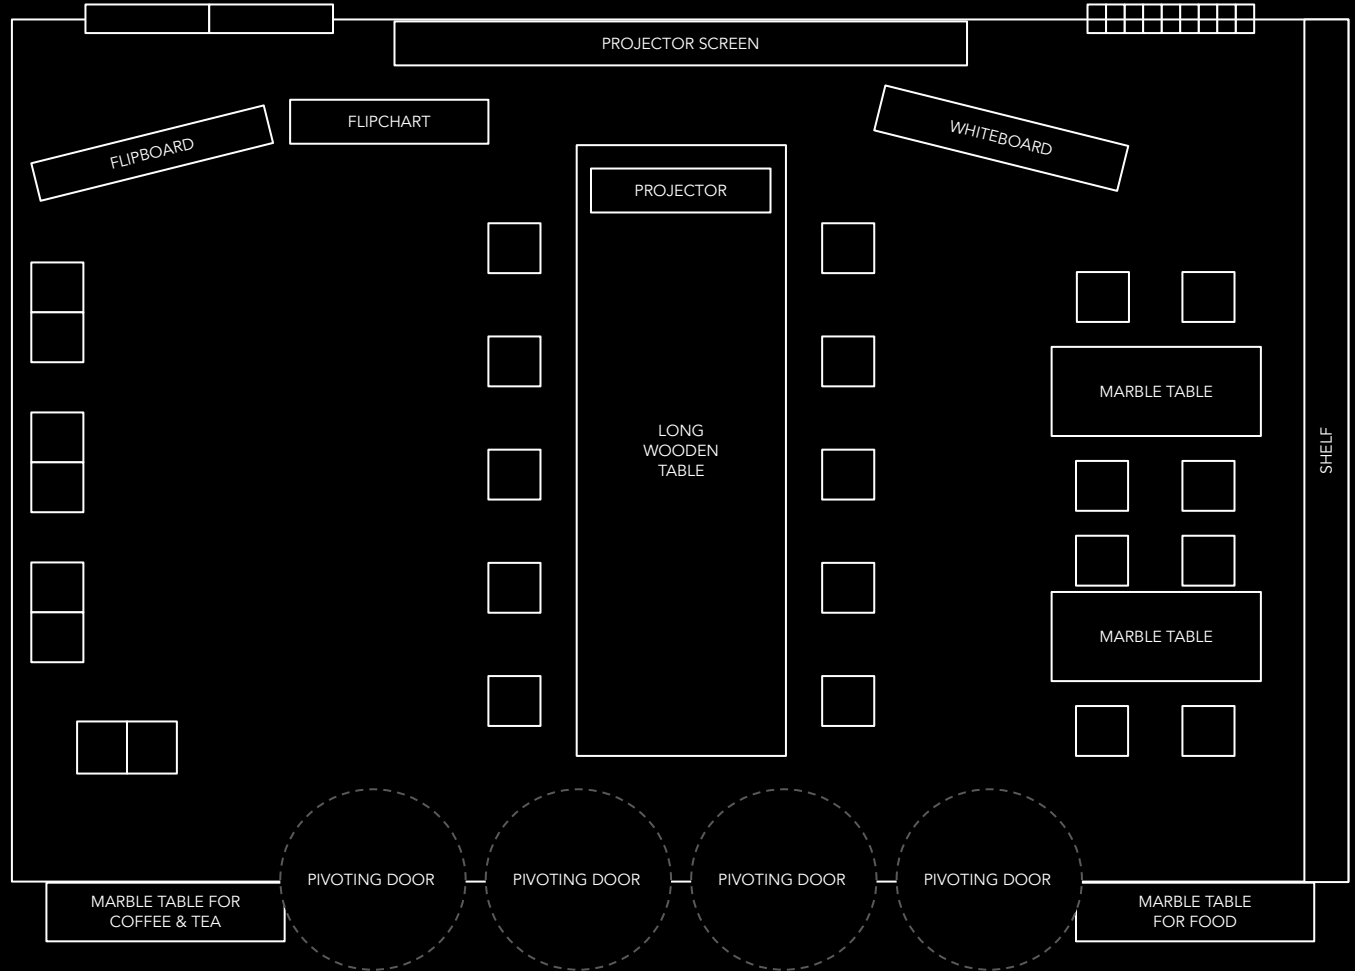 PROJECTOR SCREEN
FLIPBOARD
FLIPCHART
WHITEBOARD
PROJECTOR
MARBLE TABLE
LONG
WOODEN
TABLE
SHELF
MARBLE TABLE
PIVOTING DOOR
PIVOTING DOOR
PIVOTING DOOR
PIVOTING DOOR
MARBLE TABLE FOR
COFFEE & TEA
MARBLE TABLE
FOR FOOD